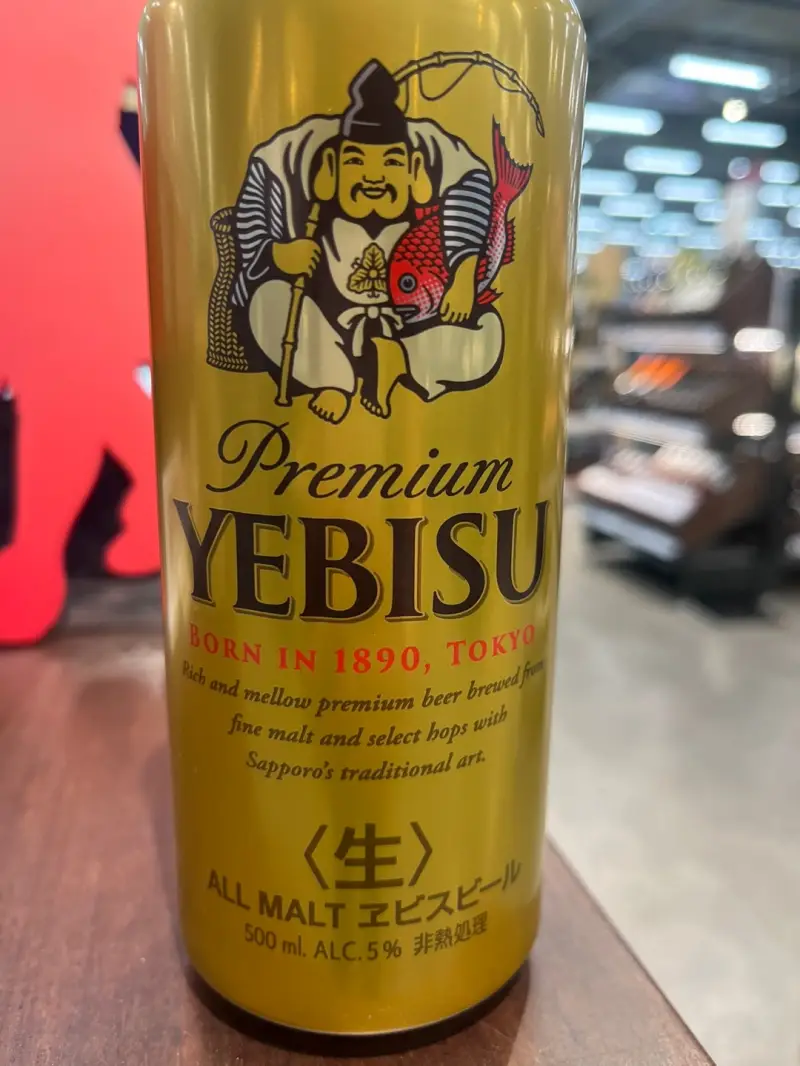 Premium
YEBISU
BORN IN 1890, TOKYO
Rich and mellow premium beer brewed from
fine malt and select hops with
Sapporo's traditional art.
〈生〉
ALL MALT ヱビスビール
500 ml. ALC. 5% 非熱処理